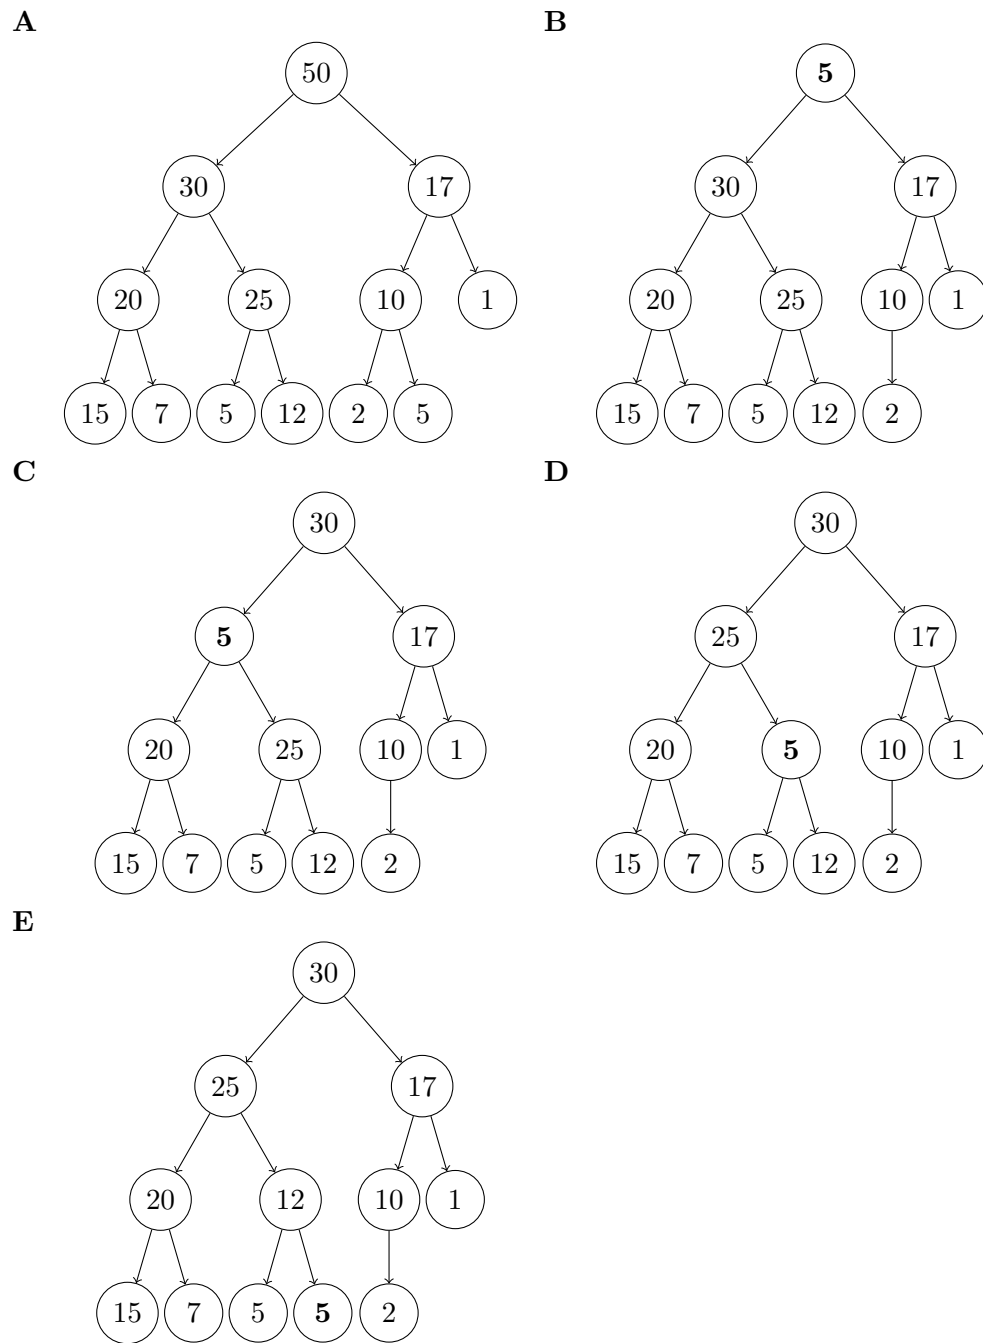 A B
50 5
30 17 30 17
20 25 10 1 20 25 10 1
15 7 5 12 2 5 15 7 5 12 2
C D
30 30
5 17 25 17
20 25 10 1 20 5 10 1
15 7 5 12 2 15 7 5 12 2
E
30
25 17
20 12 10 1
15 7 5 5 2